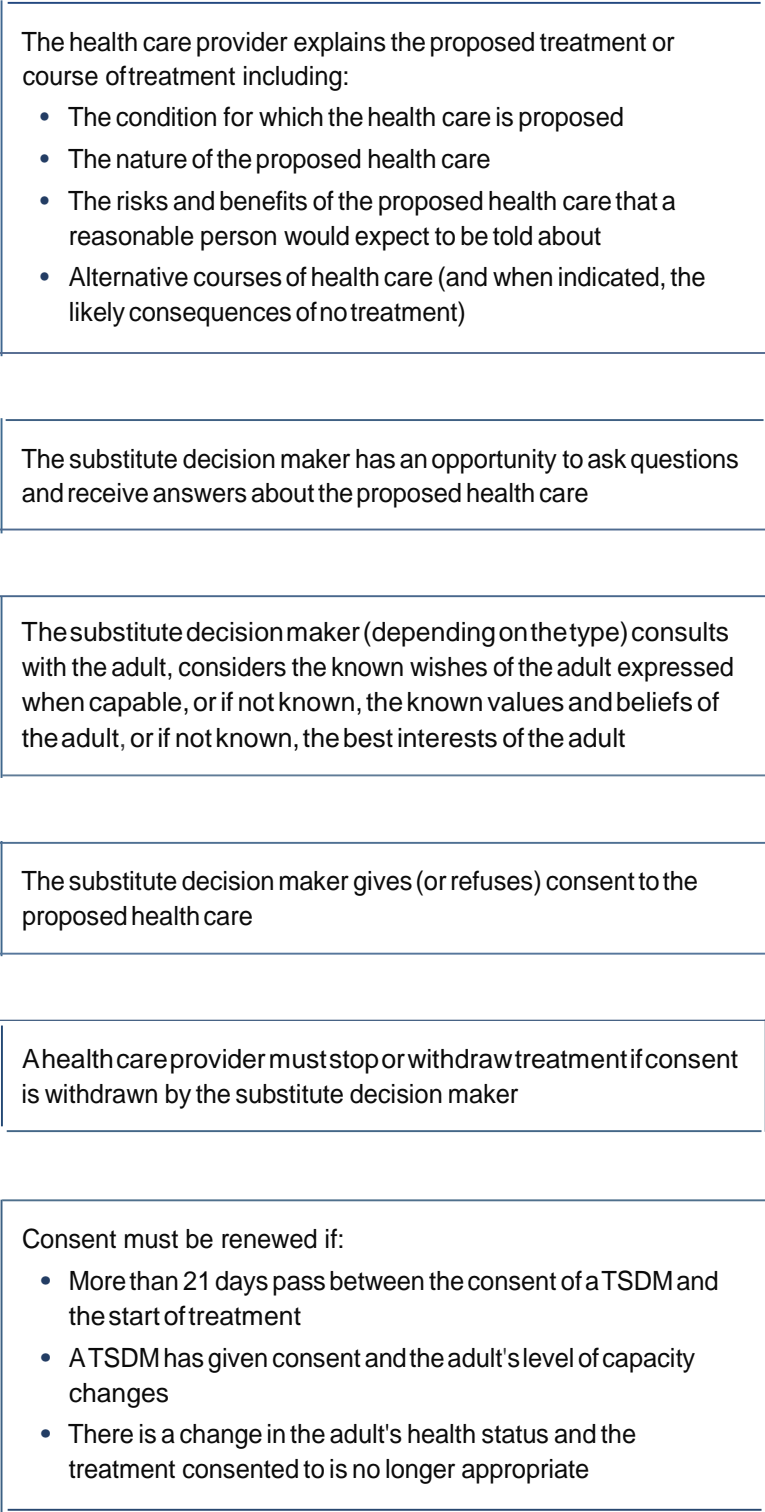 The health care provider explains the proposed treatment or
course of treatment including:
• The condition for which the health care is proposed
• The nature of the proposed health care
• The risks and benefits of the proposed health care that a
reasonable person would expect to be told about
• Alternative courses of health care (and when indicated, the
likely consequences of no treatment)
The substitute decision maker has an opportunity to ask questions
and receive answers about the proposed health care
The substitute decision maker (depending on the type) consults
with the adult, considers the known wishes of the adult expressed
when capable, or if not known, the known values and beliefs of
the adult, or if not known, the best interests of the adult
The substitute decision maker gives (or refuses) consent to the
proposed health care
A health care provider must stop or withdraw treatment if consent
is withdrawn by the substitute decision maker
Consent must be renewed if:
• More than 21 days pass between the consent of a TSDM and
the start of treatment
• A TSDM has given consent and the adult's level of capacity
changes
• There is a change in the adult's health status and the
treatment consented to is no longer appropriate